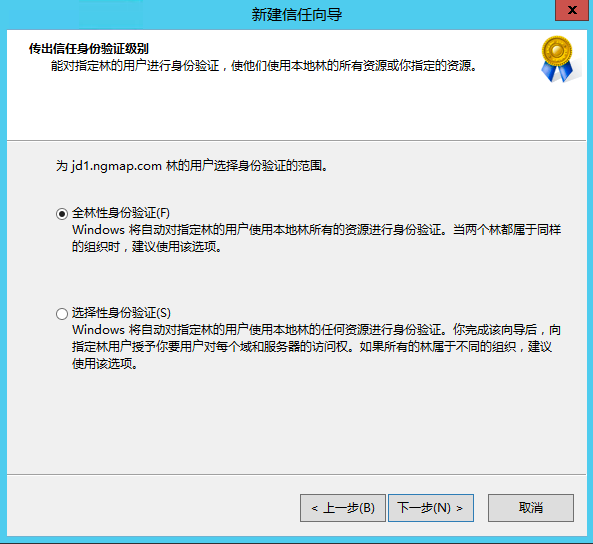 新建信任向导
x
传出信任身份验证级别
能对指定林的用户进行身份验证，使他们使用本地林的所有资源或你指定的资源。
为 jd1.ngmap.com 林的用户选择身份验证的范围。
全林性身份验证(F)
Windows 将自动对指定林的用户使用本地林所有的资源进行身份验证。当两个林都属于同样
的组织时，建议使用该选项。
选择性身份验证(S)
Windows 将自动对指定林的用户使用本地林的任何资源进行身份验证。你完成该向导后，向
指定林用户授予你要用户对每个域和服务器的访问权。如果所有的林属于不同的组织，建议
使用该选项。
< 上一步(B) 下一步(N) > 取消